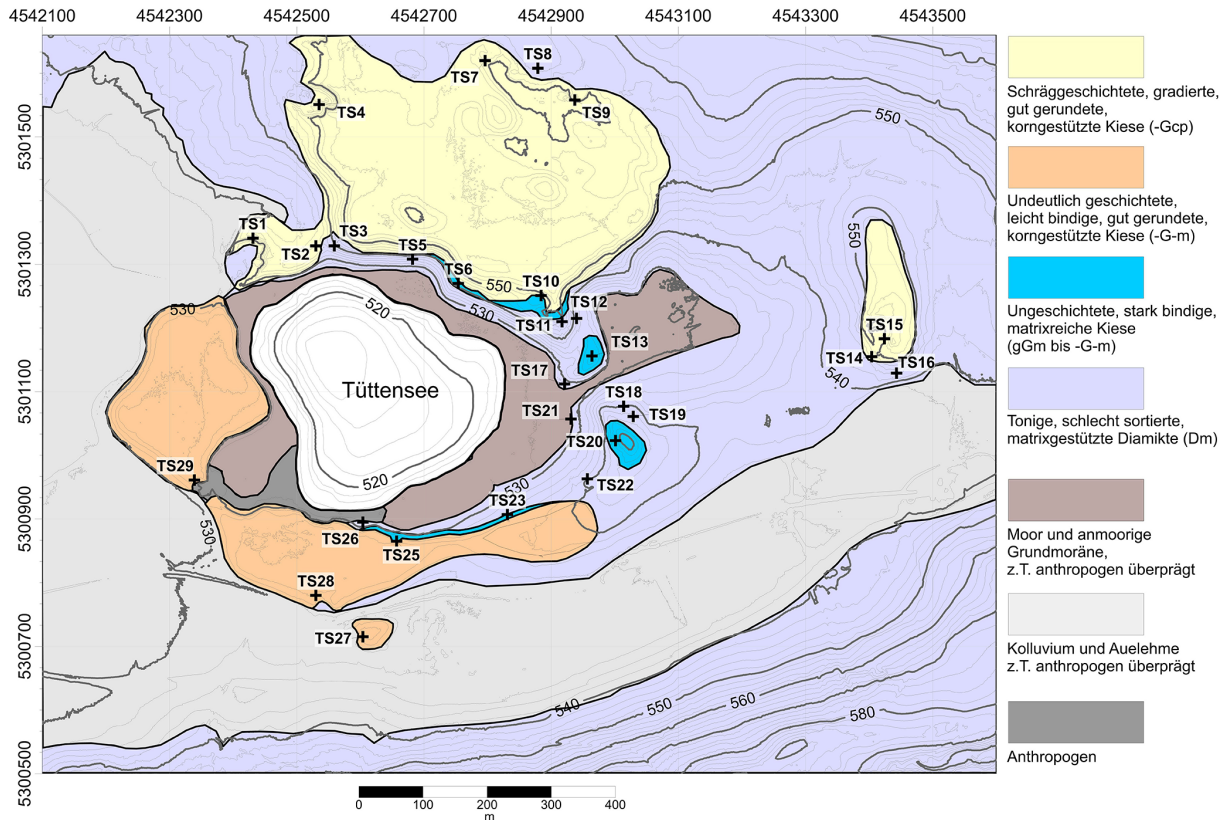 4542100 4542300 4542500 4542700 4542900 4543100 4543300 4543500
5301500
5301300
5301100
5300900
5300700
5300500
TS8
TS7
TS9
TS4
550
TS1
TS3
TS2
TS5
TS6
TS10
550
550
530
520
530
TS12
TS11
TS13
TS15
TS14
TS16
540
TS17
Tüttensee
TS18
TS19
TS21
TS20
TS29
520
530
TS22
TS23
530
TS26
TS25
TS28
TS27
540
550
560
580
0 100 200 300 400
m
Schräggeschichtete, gradierte,
gut gerundete,
korngestützte Kiese (-Gcp)
Undeutlich geschichtete,
leicht bindige, gut gerundete,
korngestützte Kiese (-G-m)
Ungeschichtete, stark bindige,
matrixreiche Kiese
(gGm bis -G-m)
Tonige, schlecht sortierte,
matrixgestützte Diamikte (Dm)
Moor und anmoorige
Grundmoräne,
z.T. anthropogen überprägt
Kolluvium und Auelehme
z.T. anthropogen überprägt
Anthropogen